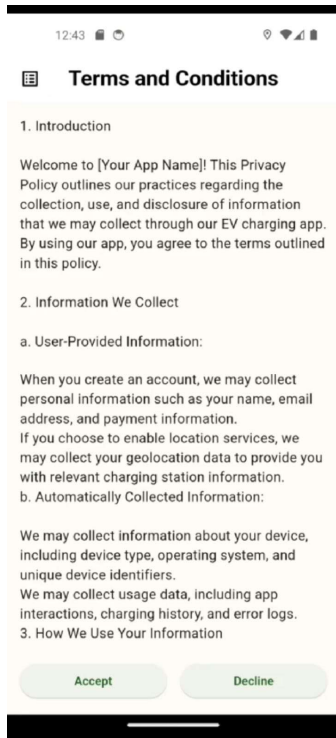 12:43
Terms and Conditions
1. Introduction
Welcome to [Your App Name]! This Privacy
Policy outlines our practices regarding the
collection, use, and disclosure of information
that we may collect through our EV charging app.
By using our app, you agree to the terms outlined
in this policy.
2. Information We Collect
a. User-Provided Information:
When you create an account, we may collect
personal information such as your name, email
address, and payment information.
If you choose to enable location services, we
may collect your geolocation data to provide you
with relevant charging station information.
b. Automatically Collected Information:
We may collect information about your device,
including device type, operating system, and
unique device identifiers.
We may collect usage data, including app
interactions, charging history, and error logs.
3. How We Use Your Information
Accept
Decline